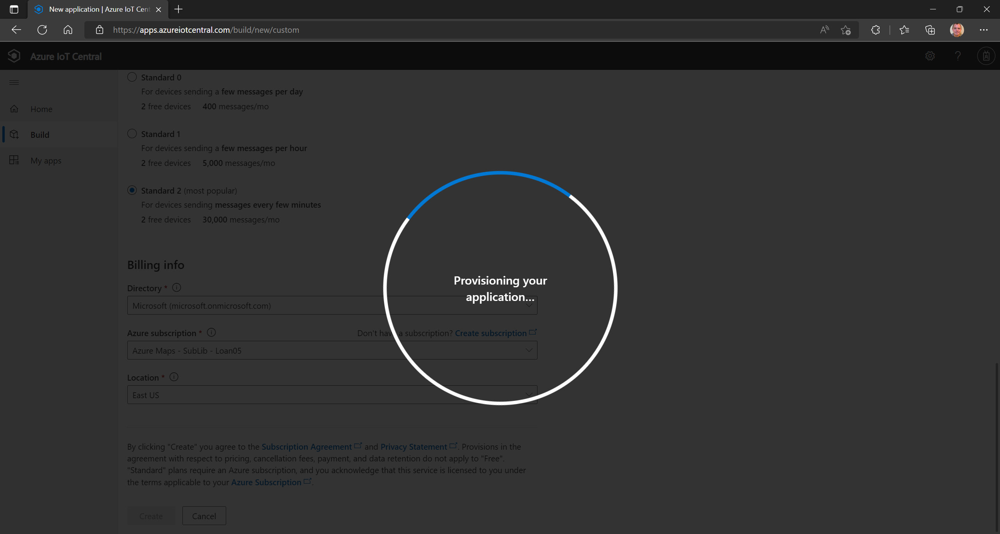 New application | Azure IoT Cent
https://apps.azureiotcentral.com/build/new/custom
Azure IoT Central
Home
Build
My apps
Standard 0
For devices sending a few messages per day
2 free devices 400 messages/mo
Standard 1
For devices sending a few messages per hour
2 free devices 5,000 messages/mo
Standard 2 (most popular)
For devices sending messages every few minutes
2 free devices 30,000 messages/mo
Billing info
Directory *
Microsoft (microsoft.onmicrosoft.com)
Provisioning your
application...
Azure subscription *
Don't have a subscription? Create subscription
Azure Maps - SubLib - Loan05
Location *
East US
By clicking "Create" you agree to the Subscription Agreement and Privacy Statement. Provisions in the
agreement with respect to pricing, cancellation fees, payment, and data retention do not apply to "Free".
"Standard" plans require an Azure subscription, and you acknowledge that this service is licensed to you under
the terms applicable to your Azure Subscription.
Create
Cancel